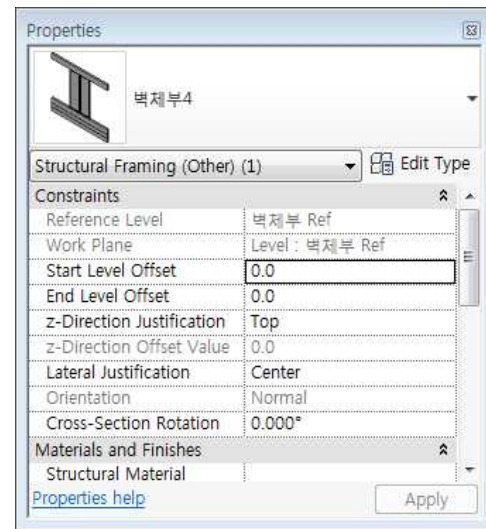 Properties
벽체부4
Structural Framing (Other) (1) Edit Type
Constraints
Reference Level 벽체부 Ref
Work Plane Level : 벽체부 Ref
Start Level Offset 0.0
End Level Offset 0.0
z-Direction Justification Top
z-Direction Offset Value 0.0
Lateral Justification Center
Orientation Normal
Cross-Section Rotation 0.000°
Materials and Finishes
Structural Material
Properties help Apply